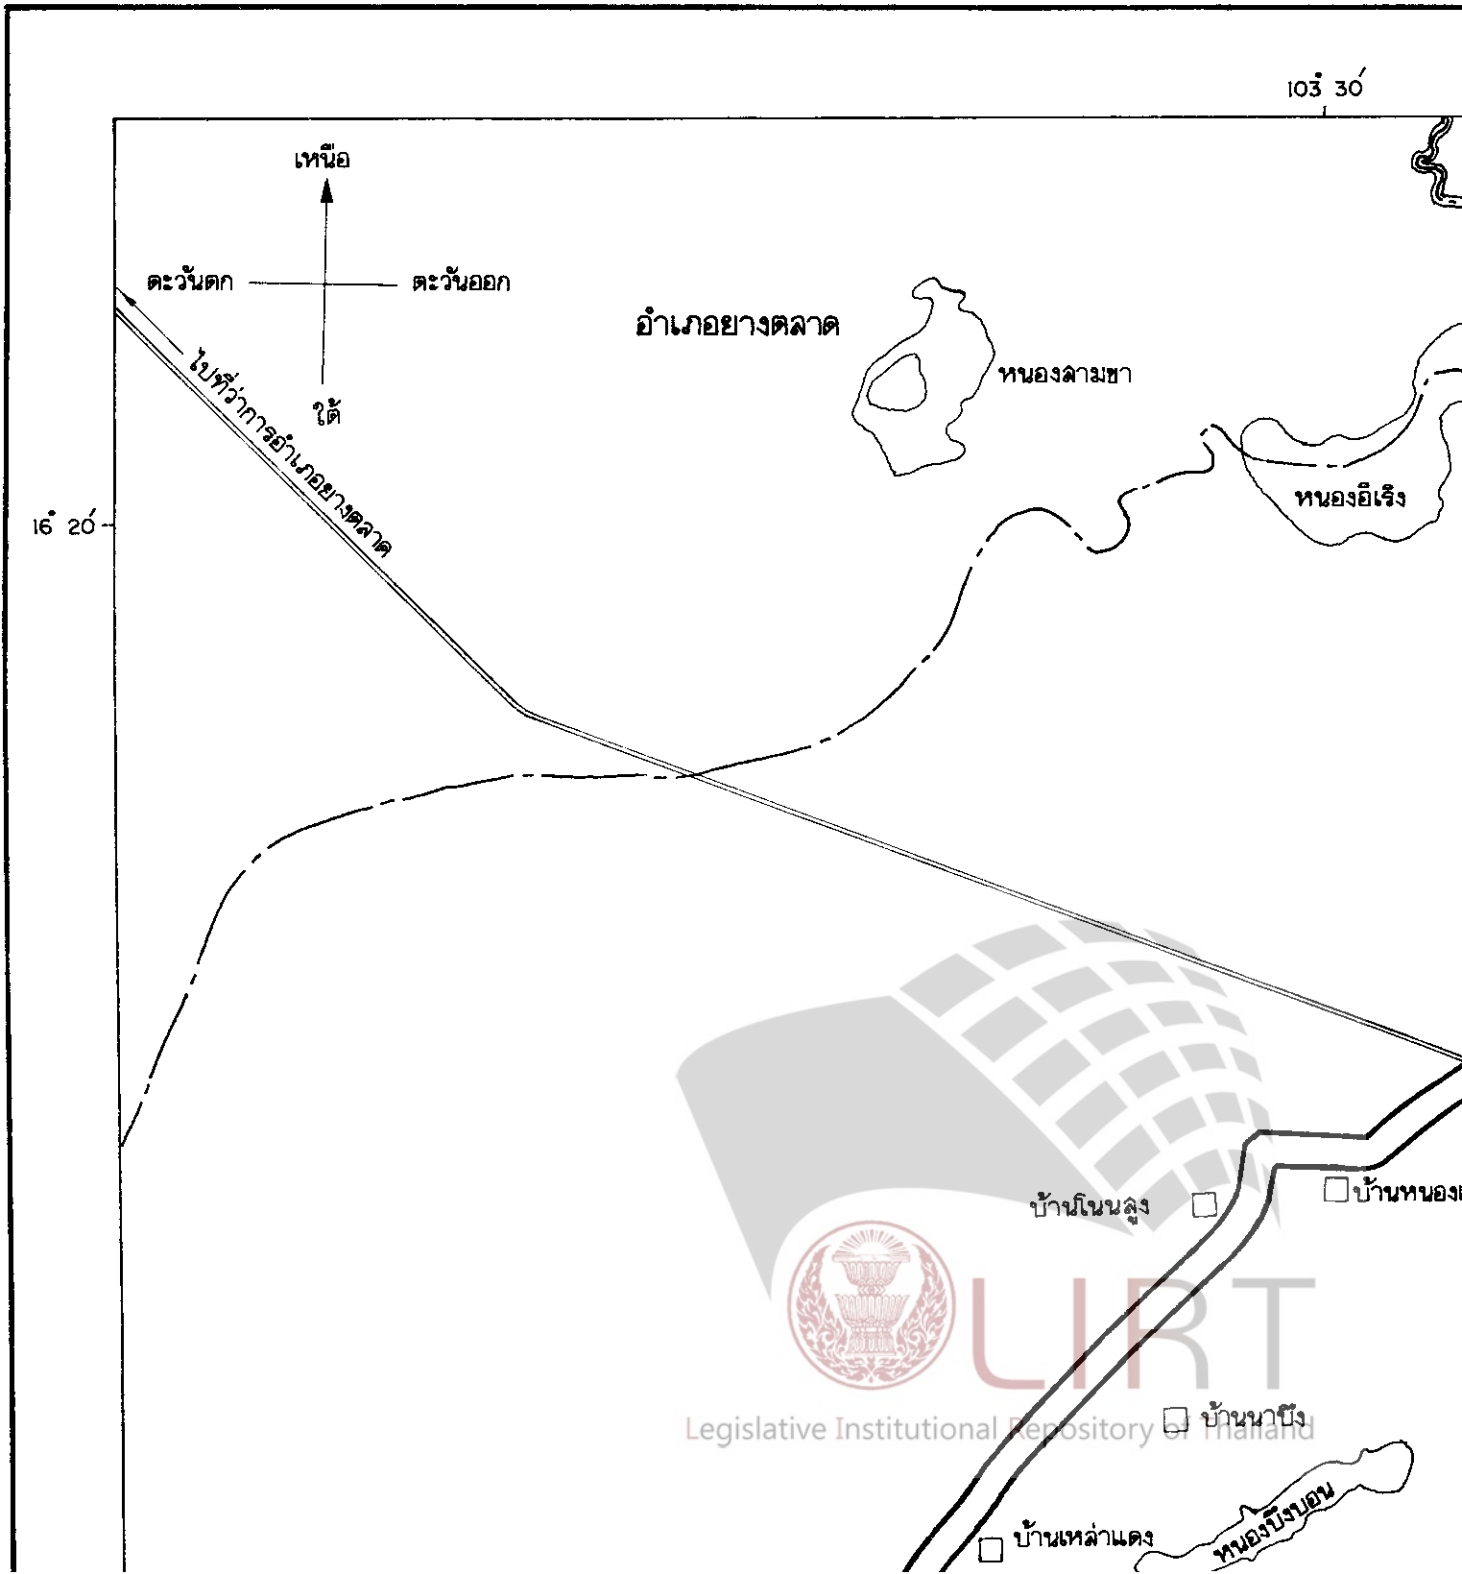 103° 30′
เหนือ
ตะวันตก
ตะวันออก
ใต้
ไปที่ว่าการอำเภอยางตลาด
อำเภอยางตลาด
หนองลามขา
หนองอีเริง
16° 20′
บ้านโนนลูง
LIRT
Legislative Institutional Repository of Thailand
บ้านนาบึง
หนองบึงบอน
บ้านเหล่าแดง